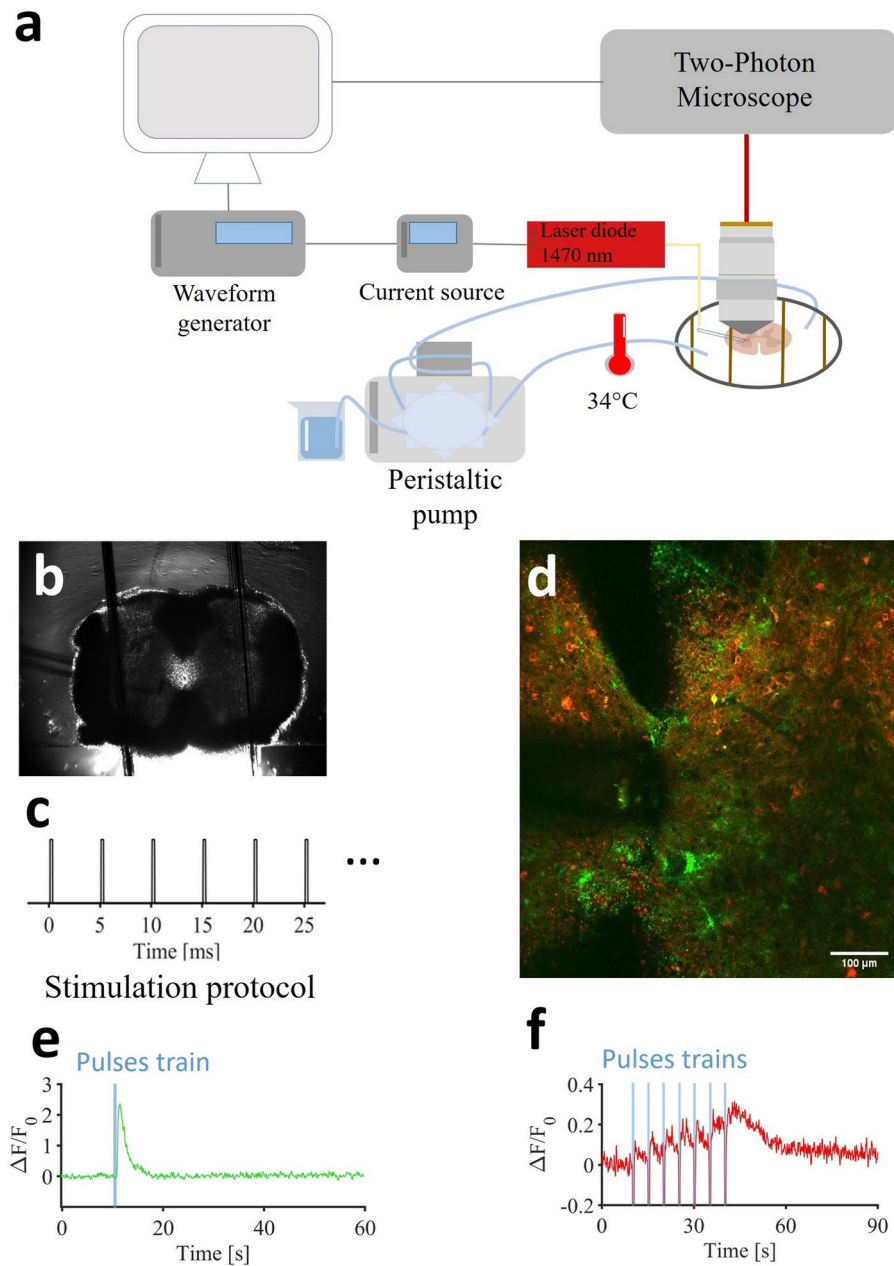 a
Two-Photon
Microscope
Laser diode
1470 nm
Waveform
generator
Current source
34°C
Peristaltic
pump
b
d
100 µm
c
...
0 5 10 15 20 25
Time [ms]
Stimulation protocol
e
Pulses train
3
2
1
0
ΔF/F0
0 20 40 60
Time [s]
f
Pulses trains
0.4
0.2
0
-0.2
ΔF/F0
0 30 60 90
Time [s]